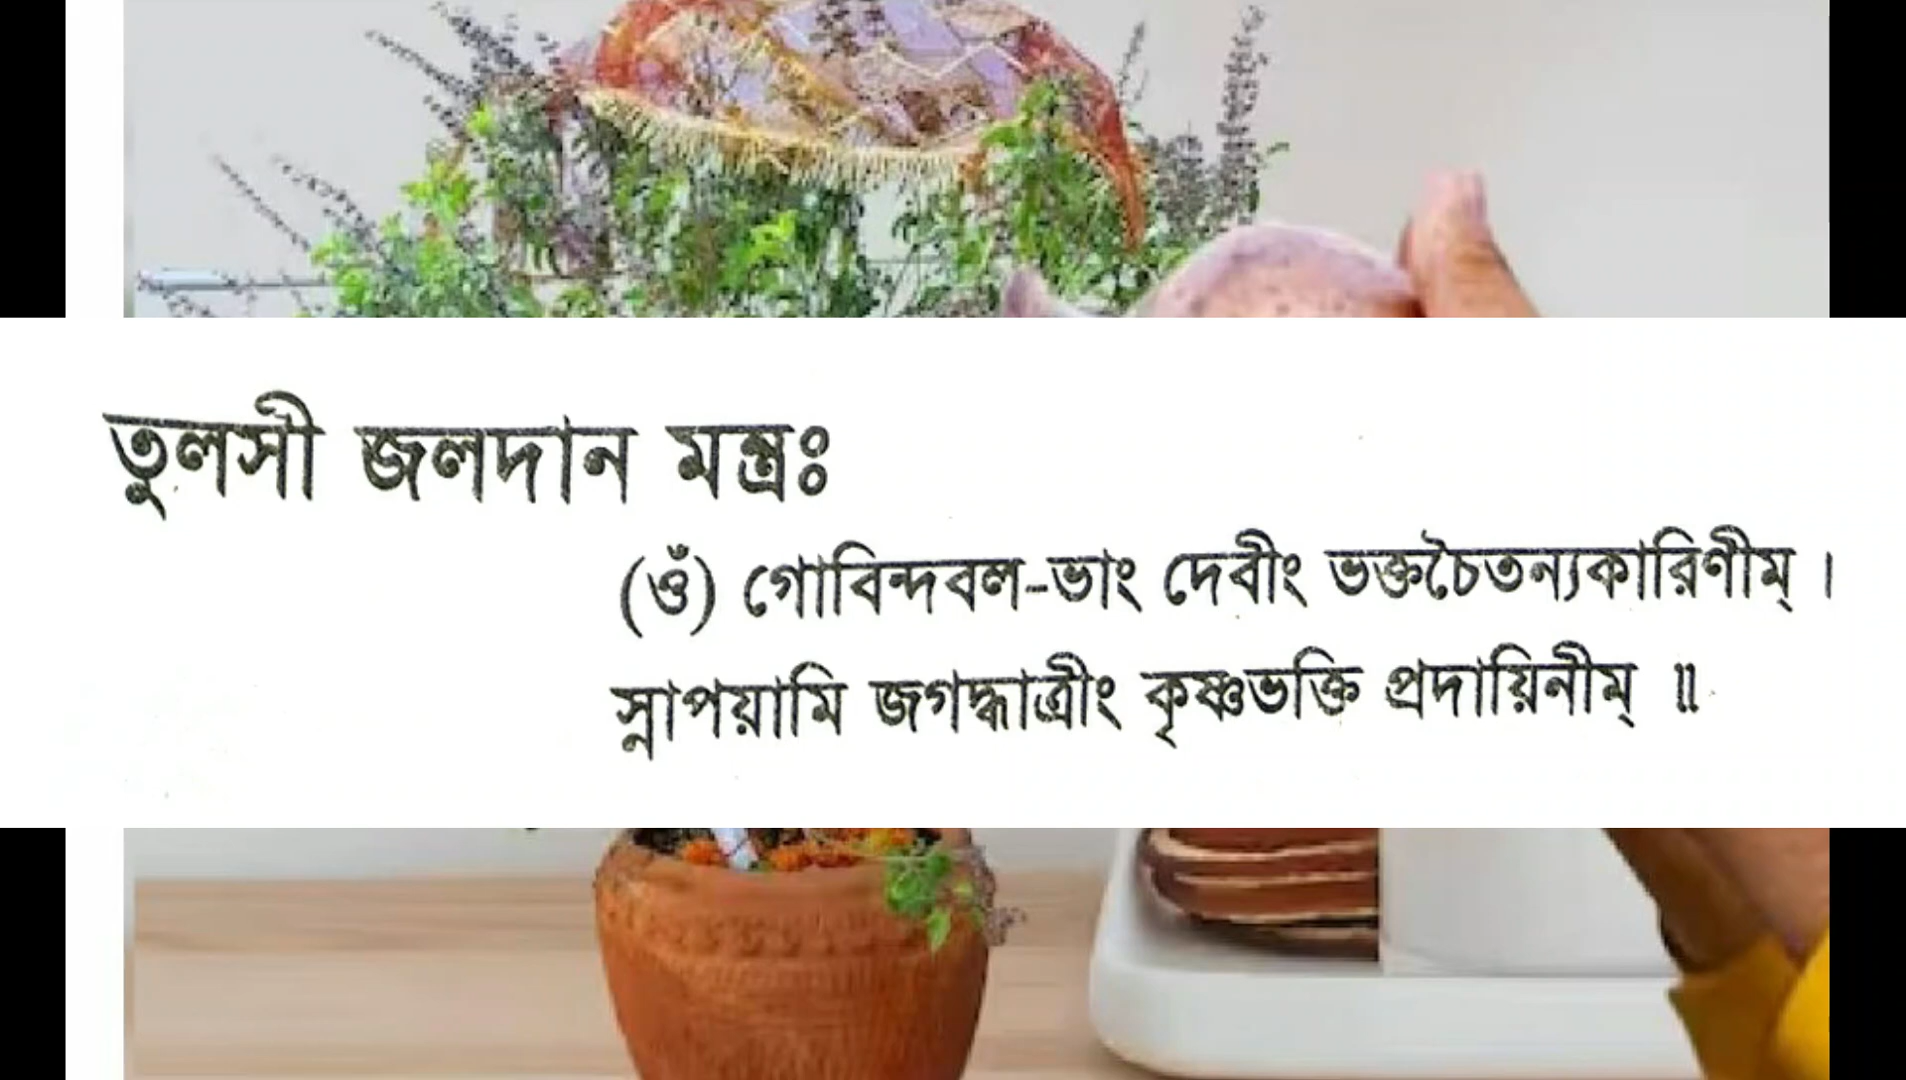 তুলসী জলদান মন্ত্রঃ
(ওঁ) গোবিন্দবল-ভাং দেবীং ভক্তচৈতন্যকারিণীম্ ।
স্নাপয়ামি জগদ্ধাত্রীং কৃষ্ণভক্তি প্রদায়িনীম্ ॥